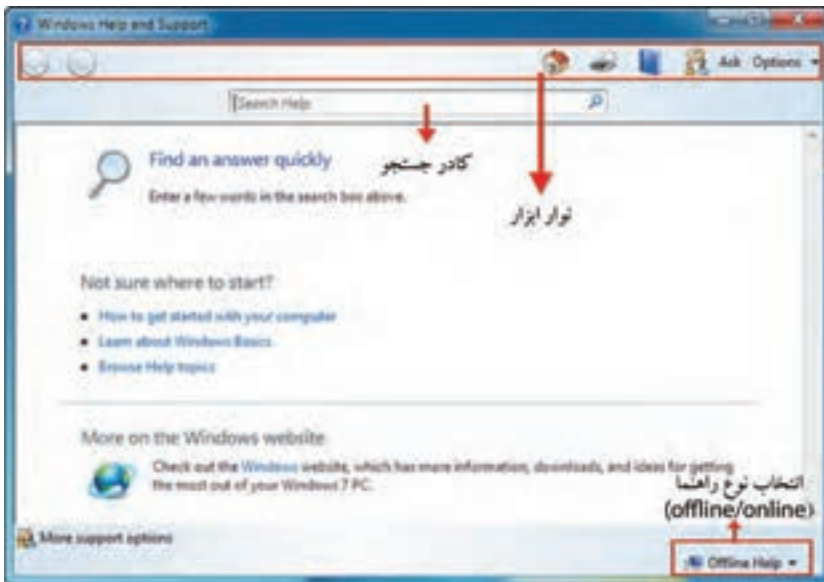 Windows Help and Support
Ask Options
Search Help
Find an answer quickly
کادر جستجو
Enter a few words in the search box above.
نوار ابزار
Not sure where to start?
How to get started with your computer
Learn about Windows Basics
Browse Help topics
More on the Windows website
Check out the Windows website, which has more information, downloads, and ideas for getting
the most out of your Windows 7 PC.
انتخاب نوع راهنما
(offline/online)
More support options
Offline Help